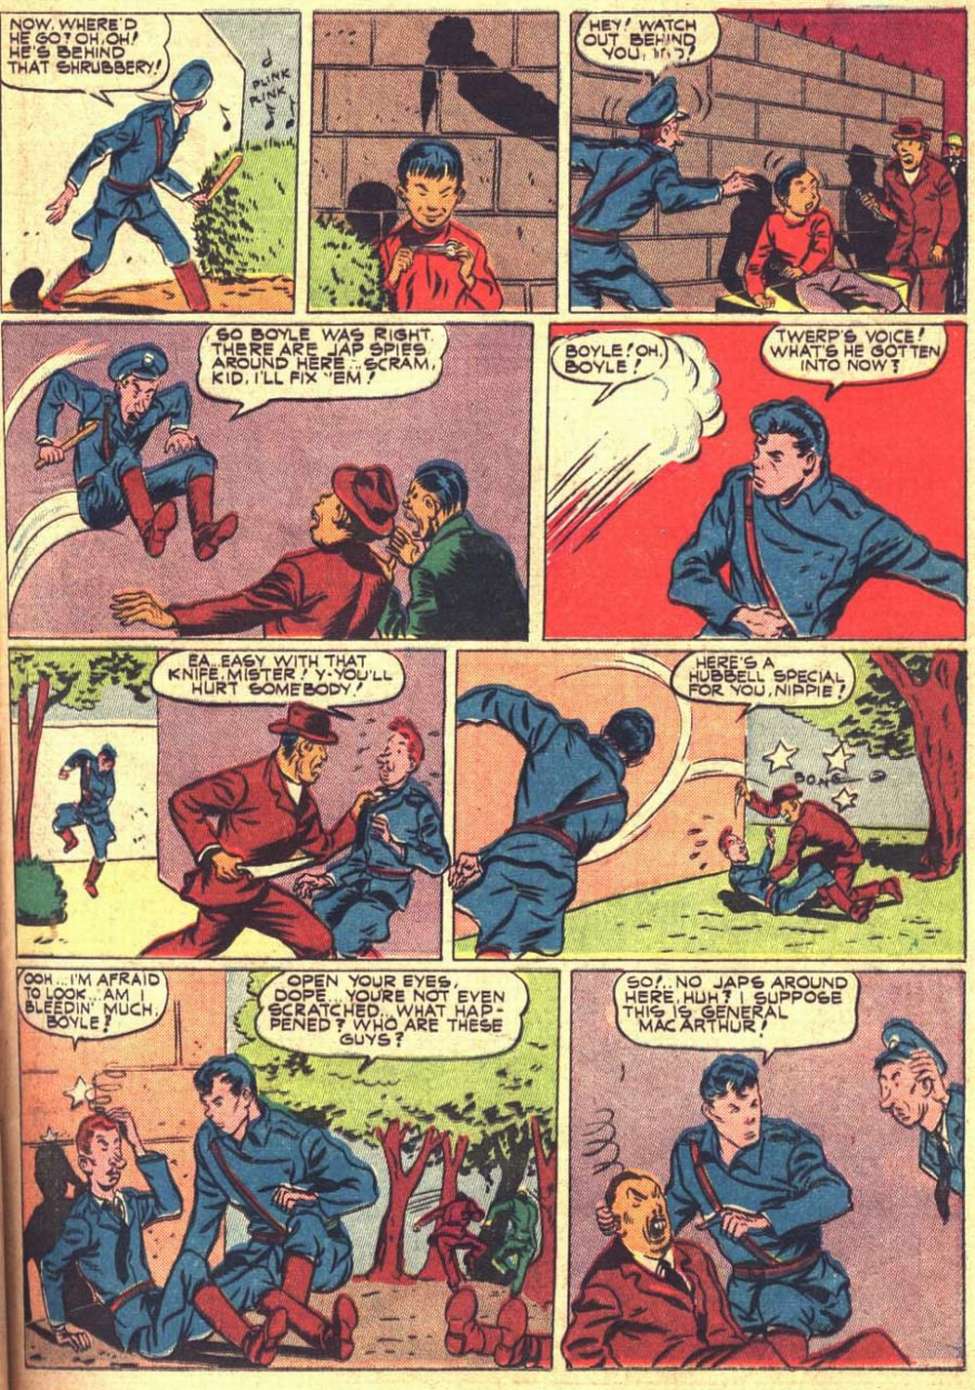 NOW, WHERE'D
HE GO? OH, OH!
HE'S BEHIND
THAT SHRUBBERY!
PLINK
PLINK
HEY! WATCH
OUT BEHIND
YOU,
SO BOYLE WAS RIGHT.
THERE ARE JAP SPIES
AROUND HERE... SCRAM,
KID, I'LL FIX 'EM!
BOYLE! OH,
BOYLE!
TWERP'S VOICE!
WHAT'S HE GOTTEN
INTO NOW?
EA..EASY WITH THAT
KNIFE, MISTER! Y-YOU'LL
HURT SOMEBODY!
HERE'S A
HUBBELL SPECIAL
FOR YOU, NIPPIE!
BONG
OOH... I'M AFRAID
TO LOOK... AM I
BLEEDIN' MUCH,
BOYLE?
OPEN YOUR EYES,
DOPE... YOU'RE NOT EVEN
SCRATCHED... WHAT HAP-
PENED? WHO ARE THESE
GUYS?
SO!.. NO JAPS AROUND
HERE, HUH? I SUPPOSE
THIS IS GENERAL
MACARTHUR!